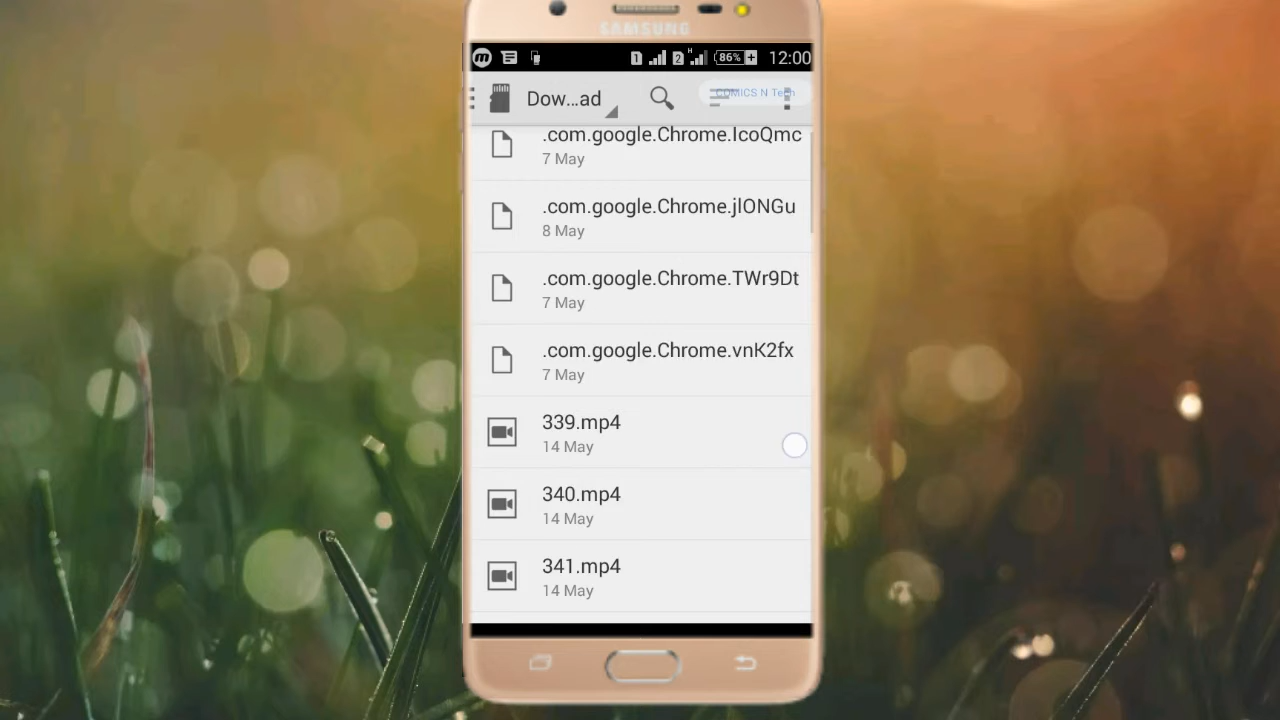 SAMSUNG
1 2 H 86% 12:00
Dow...ad
COMICS N Tech
.com.google.Chrome.IcoQmc
7 May
.com.google.Chrome.jlONGu
8 May
.com.google.Chrome.TWr9Dt
7 May
.com.google.Chrome.vnK2fx
7 May
339.mp4
14 May
340.mp4
14 May
341.mp4
14 May